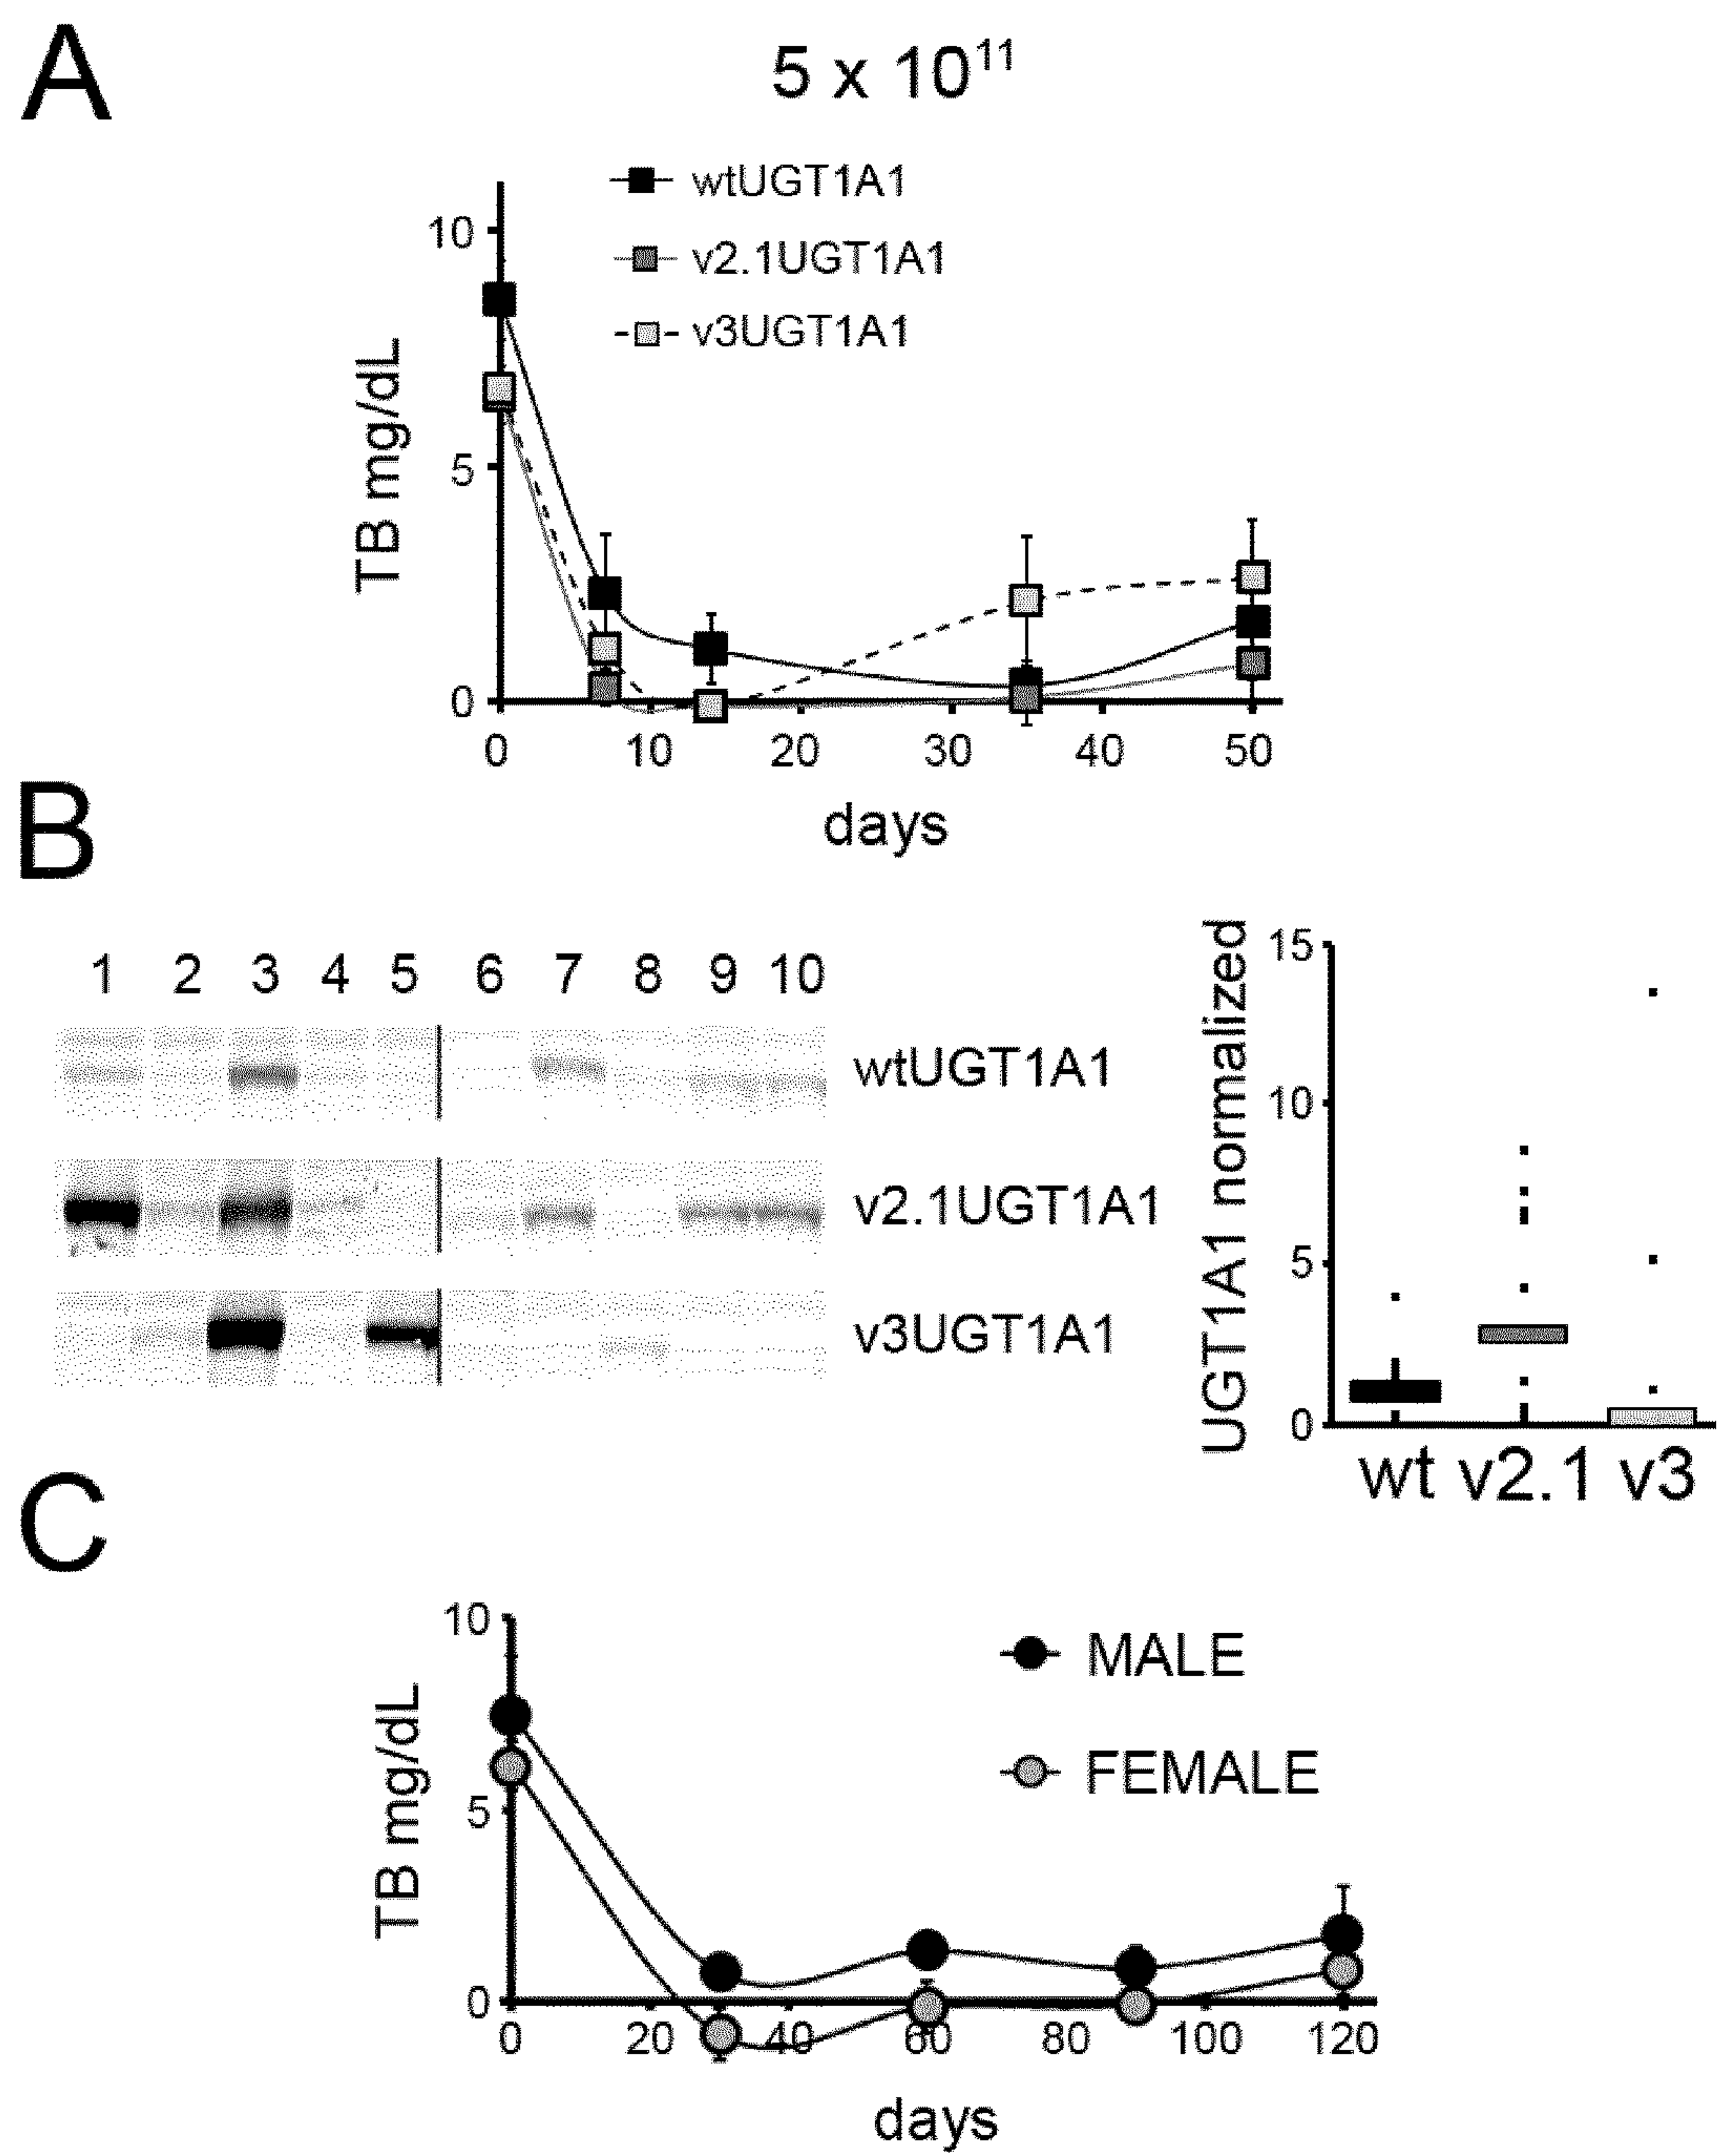 A
5 x 10¹¹
wtUGT1A1
v2.1UGT1A1
v3UGT1A1
TB mg/dL
10
5
0
0 10 20 30 40 50
days
B
1 2 3 4 5 6 7 8 9 10
wtUGT1A1
v2.1UGT1A1
v3UGT1A1
UGT1A1 normalized
15
10
5
0
wt v2.1 v3
C
MALE
FEMALE
TB mg/dL
10
5
0
0 20 40 60 80 100 120
days